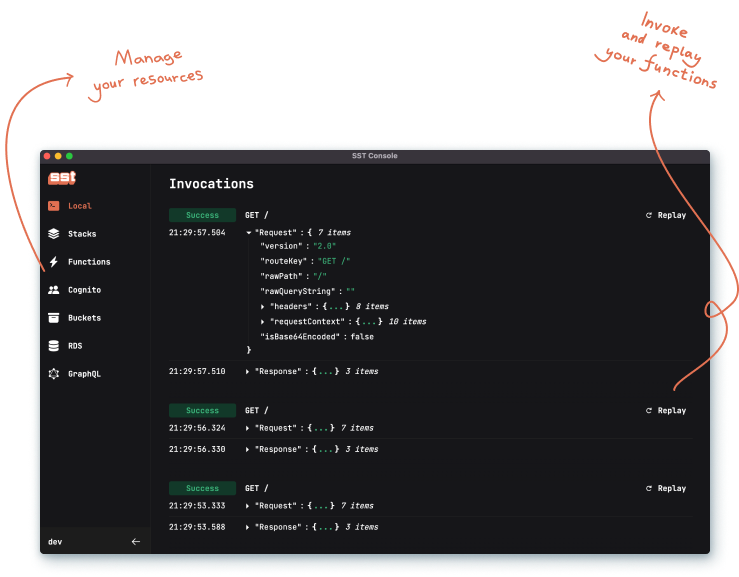 Manage
your resources
Invoke
and replay
your functions
SST Console
sst
Local
Stacks
Functions
Cognito
Buckets
RDS
GraphQL
dev
Invocations
Success GET / Replay
21:29:57.504 "Request" : { 7 items
"version" : "2.0"
"routeKey" : "GET /"
"rawPath" : "/"
"rawQueryString" : ""
"headers" : {...} 8 items
"requestContext" : {...} 10 items
"isBase64Encoded" : false
}
21:29:57.510 "Response" : {...} 3 items
Success GET / Replay
21:29:56.324 "Request" : {...} 7 items
21:29:56.330 "Response" : {...} 3 items
Success GET / Replay
21:29:53.333 "Request" : {...} 7 items
21:29:53.588 "Response" : {...} 3 items